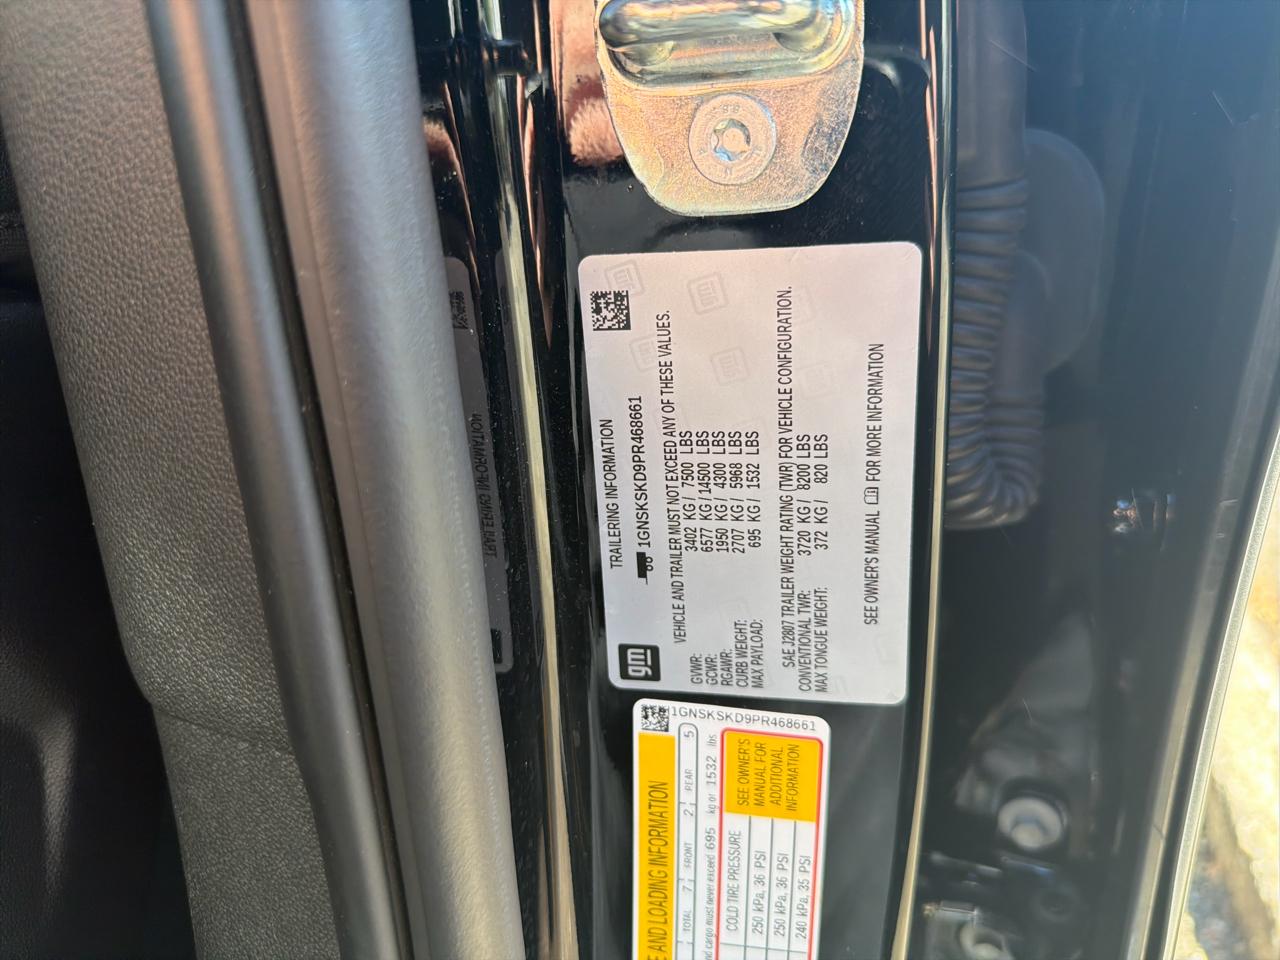 TRAILERING INFORMATION
1GNSKSKD9PR468661
VEHICLE AND TRAILER MUST NOT EXCEED ANY OF THESE VALUES.
GVWR: 3402 KG / 7500 LBS
GCWR: 6577 KG / 14500 LBS
RGAWR: 1950 KG / 4300 LBS
CURB WEIGHT: 2707 KG / 5968 LBS
MAX PAYLOAD: 695 KG / 1532 LBS
SAE J2807 TRAILER WEIGHT RATING (TWR) FOR VEHICLE CONFIGURATION.
CONVENTIONAL TWR: 3720 KG / 8200 LBS
MAX TONGUE WEIGHT: 372 KG / 820 LBS
SEE OWNER'S MANUAL FOR MORE INFORMATION
gm
1GNSKSKD9PR468661
AND LOADING INFORMATION
TOTAL 7 FRONT 2 REAR 5
cargo must never exceed 695 kg or 1532 lbs
COLD TIRE PRESSURE
250 kPa, 36 PSI
250 kPa, 36 PSI
240 kPa, 35 PSI
SEE OWNER'S
MANUAL FOR
ADDITIONAL
INFORMATION